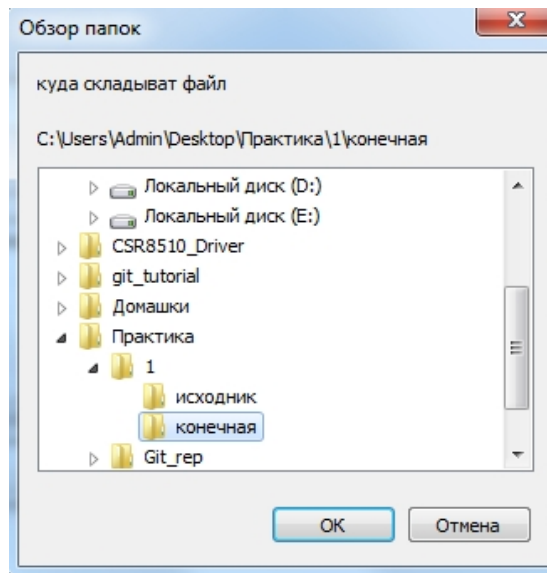 Обзор папок
куда складыват файл
C:\Users\Admin\Desktop\Практика\1\конечная
Локальный диск (D:)
Локальный диск (E:)
CSR8510_Driver
git_tutorial
Домашки
Практика
1
исходник
конечная
Git_rep
ОК Отмена